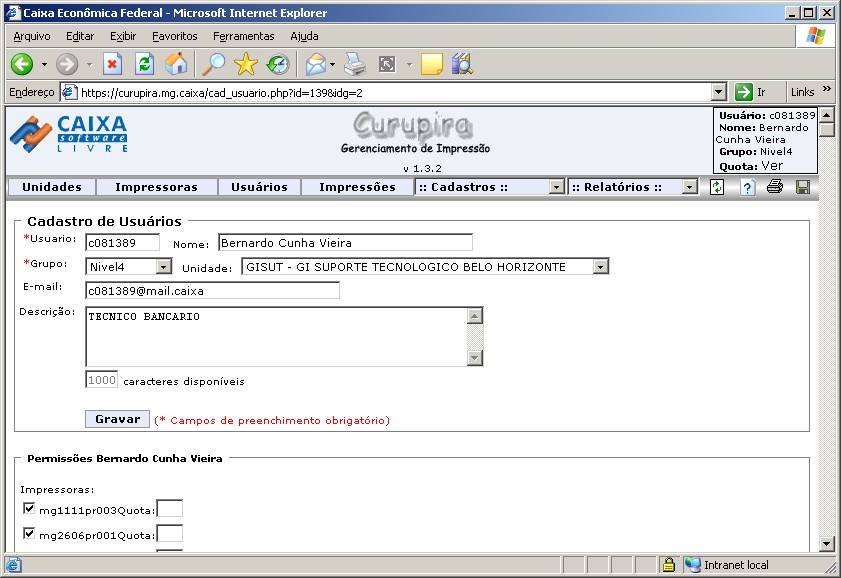 Caixa Econômica Federal - Microsoft Internet Explorer
Arquivo Editar Exibir Favoritos Ferramentas Ajuda
Endereço https://curupira.mg.caixa/cad_usuario.php?id=139&idg=2 Ir Links »
CAIXA
software
LIVRE
Curupira
Gerenciamento de Impressão
v 1.3.2
Usuário: c081389
Nome: Bernardo
Cunha Vieira
Grupo: Nivel4
Quota: Ver
Unidades Impressoras Usuários Impressões :: Cadastros :: :: Relatórios ::
Cadastro de Usuários
*Usuario: c081389 Nome: Bernardo Cunha Vieira
*Grupo: Nivel4 Unidade: GISUT - GI SUPORTE TECNOLOGICO BELO HORIZONTE
E-mail: c081389@mail.caixa
Descrição: TECNICO BANCARIO
1000 caracteres disponíveis
Gravar (* Campos de preenchimento obrigatório)
Permissões Bernardo Cunha Vieira
Impressoras:
mg1111pr003Quota:
mg2606pr001Quota:
Intranet local